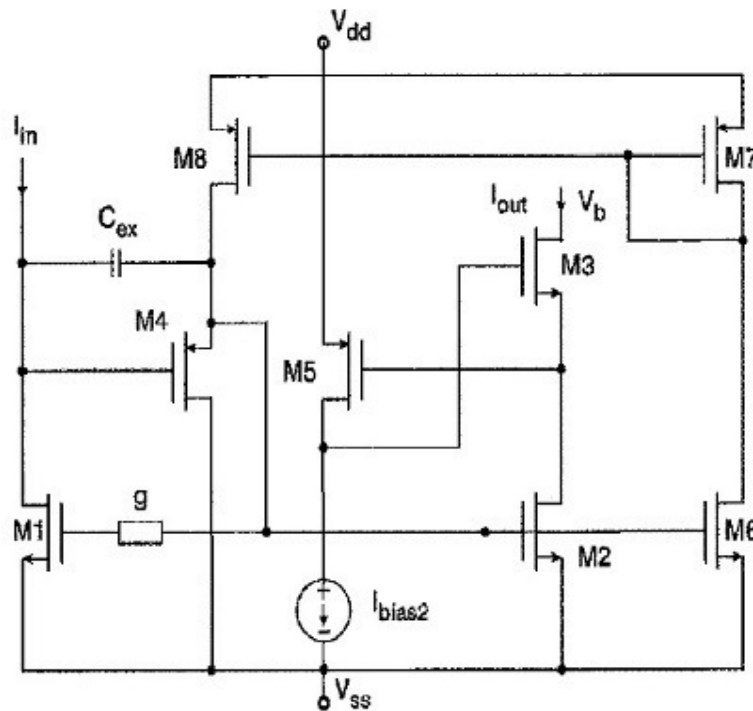 V_dd
I_in
M8
M7
C_ex
I_out
V_b
M3
M4
M5
g
M1
M2
M6
I_bias2
V_ss